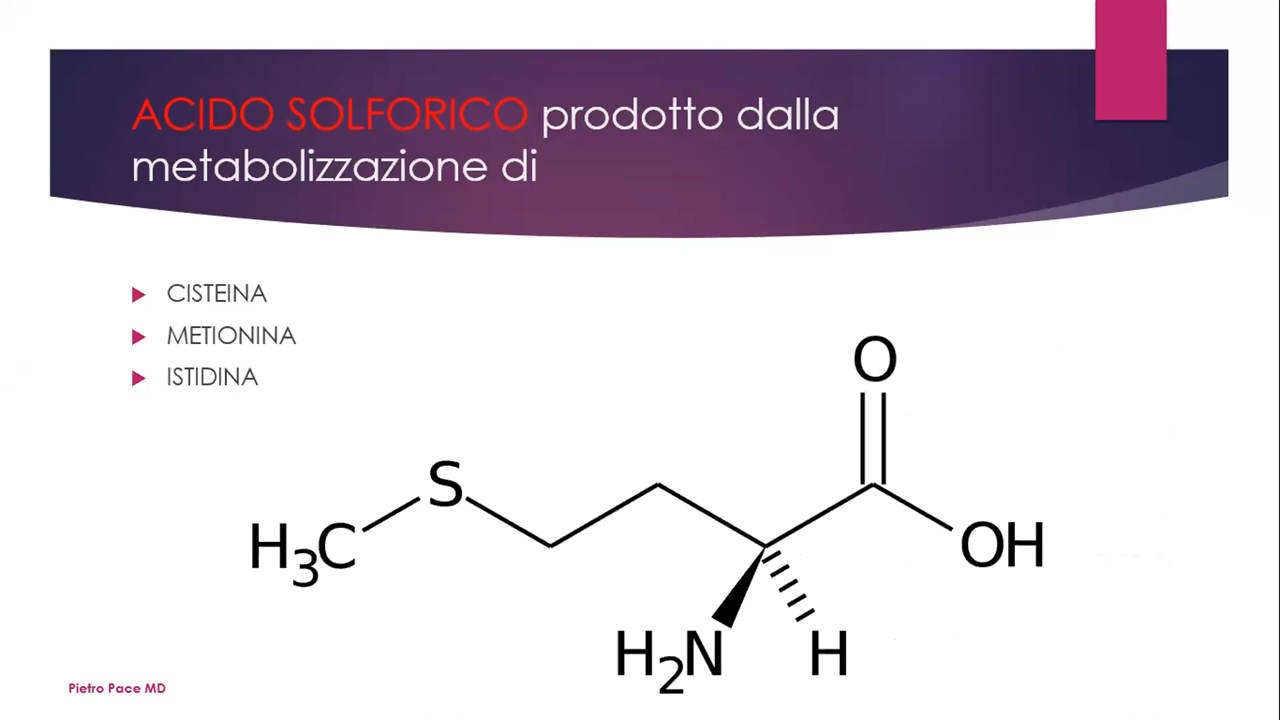 ACIDO SOLFORICO prodotto dalla
metabolizzazione di
CISTEINA
METIONINA
ISTIDINA
O
S
H3C
OH
H2N
H
Pietro Pace MD